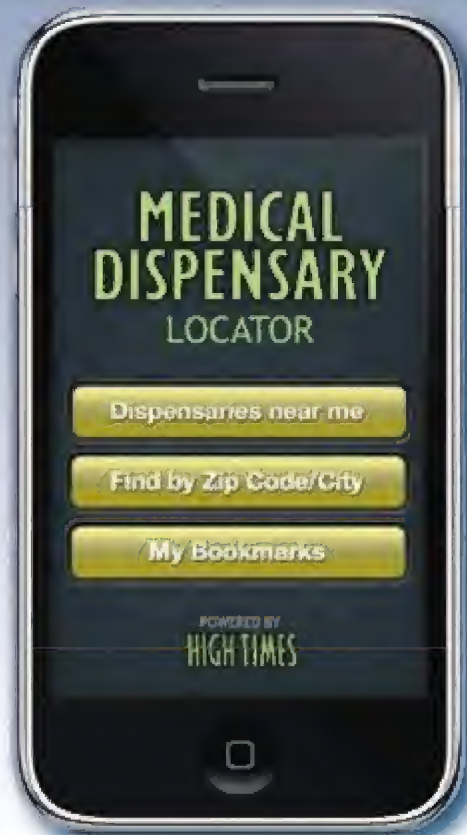 MEDICAL
DISPENSARY
LOCATOR
Dispensaries near me
Find by Zip Code/City
My Bookmarks
POWERED BY
HIGH TIMES